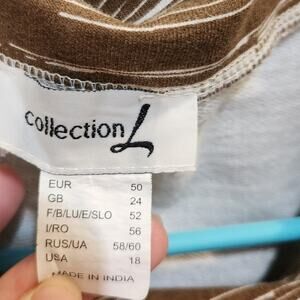 collection L
EUR 50
GB 24
F/B/LU/E/SLO 52
I/RO 56
RUS/UA 58/60
USA 18
MADE IN INDIA